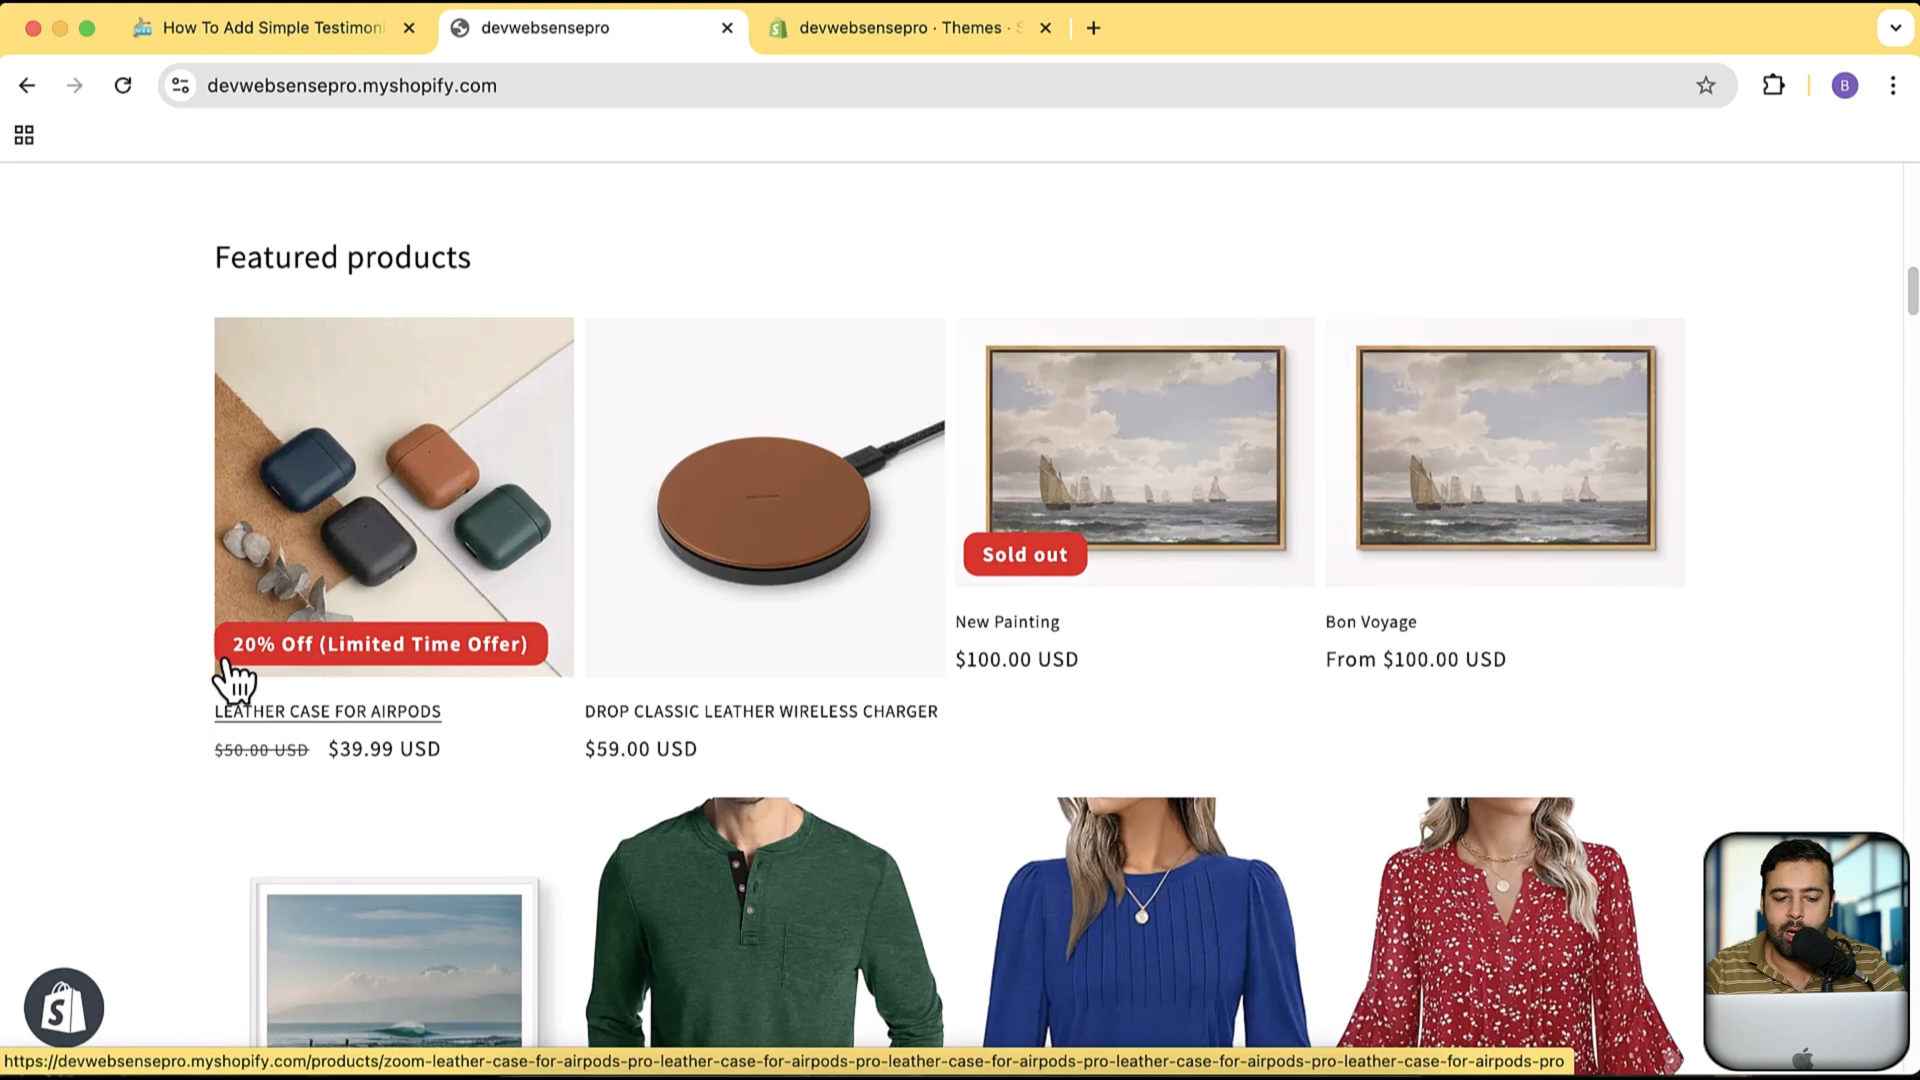 How To Add Simple Testimoni
devwebsensepro
devwebsensepro · Themes · S
devwebsensepro.myshopify.com
B
Featured products
Sold out
20% Off (Limited Time Offer)
LEATHER CASE FOR AIRPODS
$50.00 USD $39.99 USD
DROP CLASSIC LEATHER WIRELESS CHARGER
$59.00 USD
New Painting
$100.00 USD
Bon Voyage
From $100.00 USD
https://devwebsensepro.myshopify.com/products/zoom-leather-case-for-airpods-pro-leather-case-for-airpods-pro-leather-case-for-airpods-pro-leather-case-for-airpods-pro-leather-case-for-airpods-pro